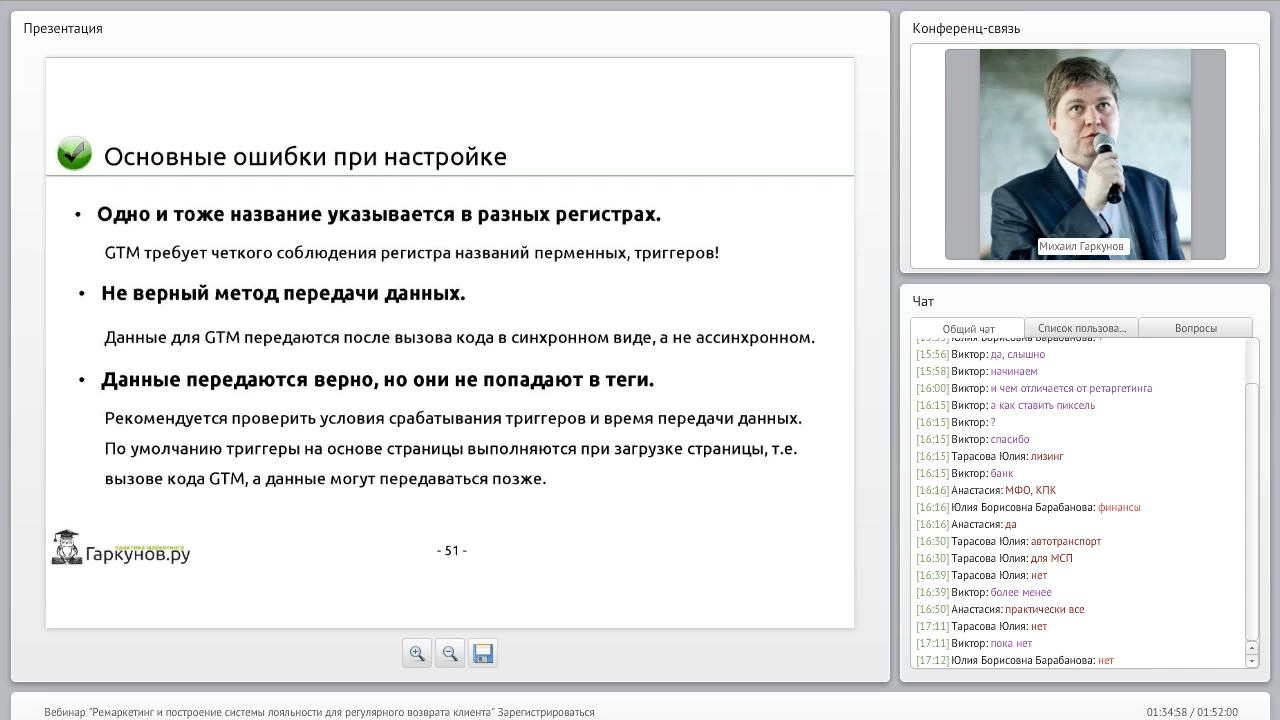 Презентация
Основные ошибки при настройке
• Одно и тоже название указывается в разных регистрах.
GTM требует четкого соблюдения регистра названий перменных, триггеров!
• Не верный метод передачи данных.
Данные для GTM передаются после вызова кода в синхронном виде, а не ассинхронном.
• Данные передаются верно, но они не попадают в теги.
Рекомендуется проверить условия срабатывания триггеров и время передачи данных.
По умолчанию триггеры на основе страницы выполняются при загрузке страницы, т.е.
вызове кода GTM, а данные могут передаваться позже.
практика маркетинга
Гаркунов.ру
- 51 -
Конференц-связь
Михаил Гаркунов
Чат
Общий чат
Список пользова...
Вопросы
Юлия Борисовна Барабанова:
[15:56] Виктор: да, слышно
[15:58] Виктор: начинаем
[16:00] Виктор: и чем отличается от ретаргетинга
[16:15] Виктор: а как ставить пиксель
[16:15] Виктор: ?
[16:15] Виктор: спасибо
[16:15] Тарасова Юлия: лизинг
[16:15] Виктор: банк
[16:16] Анастасия: МФО, КПК
[16:16] Юлия Борисовна Барабанова: финансы
[16:16] Анастасия: да
[16:30] Тарасова Юлия: автотранспорт
[16:30] Тарасова Юлия: для МСП
[16:39] Тарасова Юлия: нет
[16:39] Виктор: более менее
[16:50] Анастасия: практически все
[17:11] Тарасова Юлия: нет
[17:11] Виктор: пока нет
[17:12] Юлия Борисовна Барабанова: нет
Вебинар "Ремаркетинг и построение системы лояльности для регулярного возврата клиента" Зарегистрироваться
01:34:58 / 01:52:00